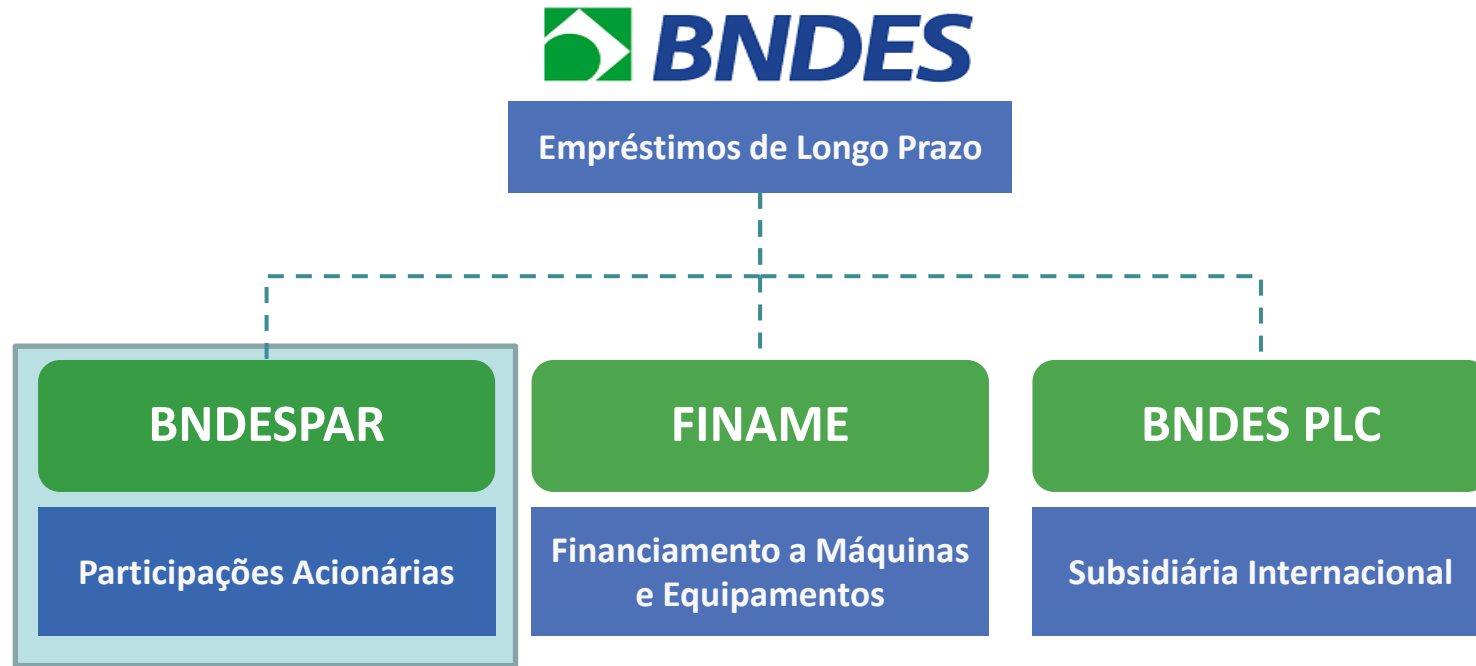 BNDES
Empréstimos de Longo Prazo
BNDESPAR
FINAME
BNDES PLC
Participações Acionárias
Financiamento a Máquinas
e Equipamentos
Subsidiária Internacional